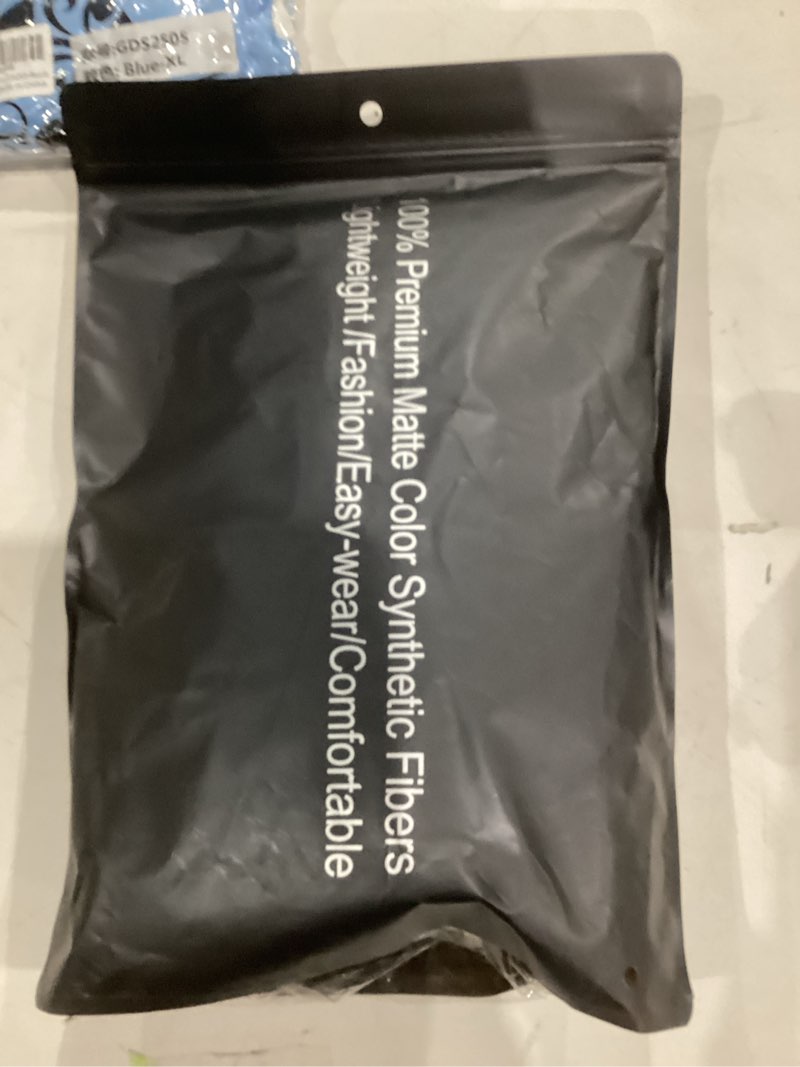 GDS2505
Blue-XL
100% Premium Matte Color Synthetic Fibers
ightweight /Fashion/Easy-wear/Comfortable